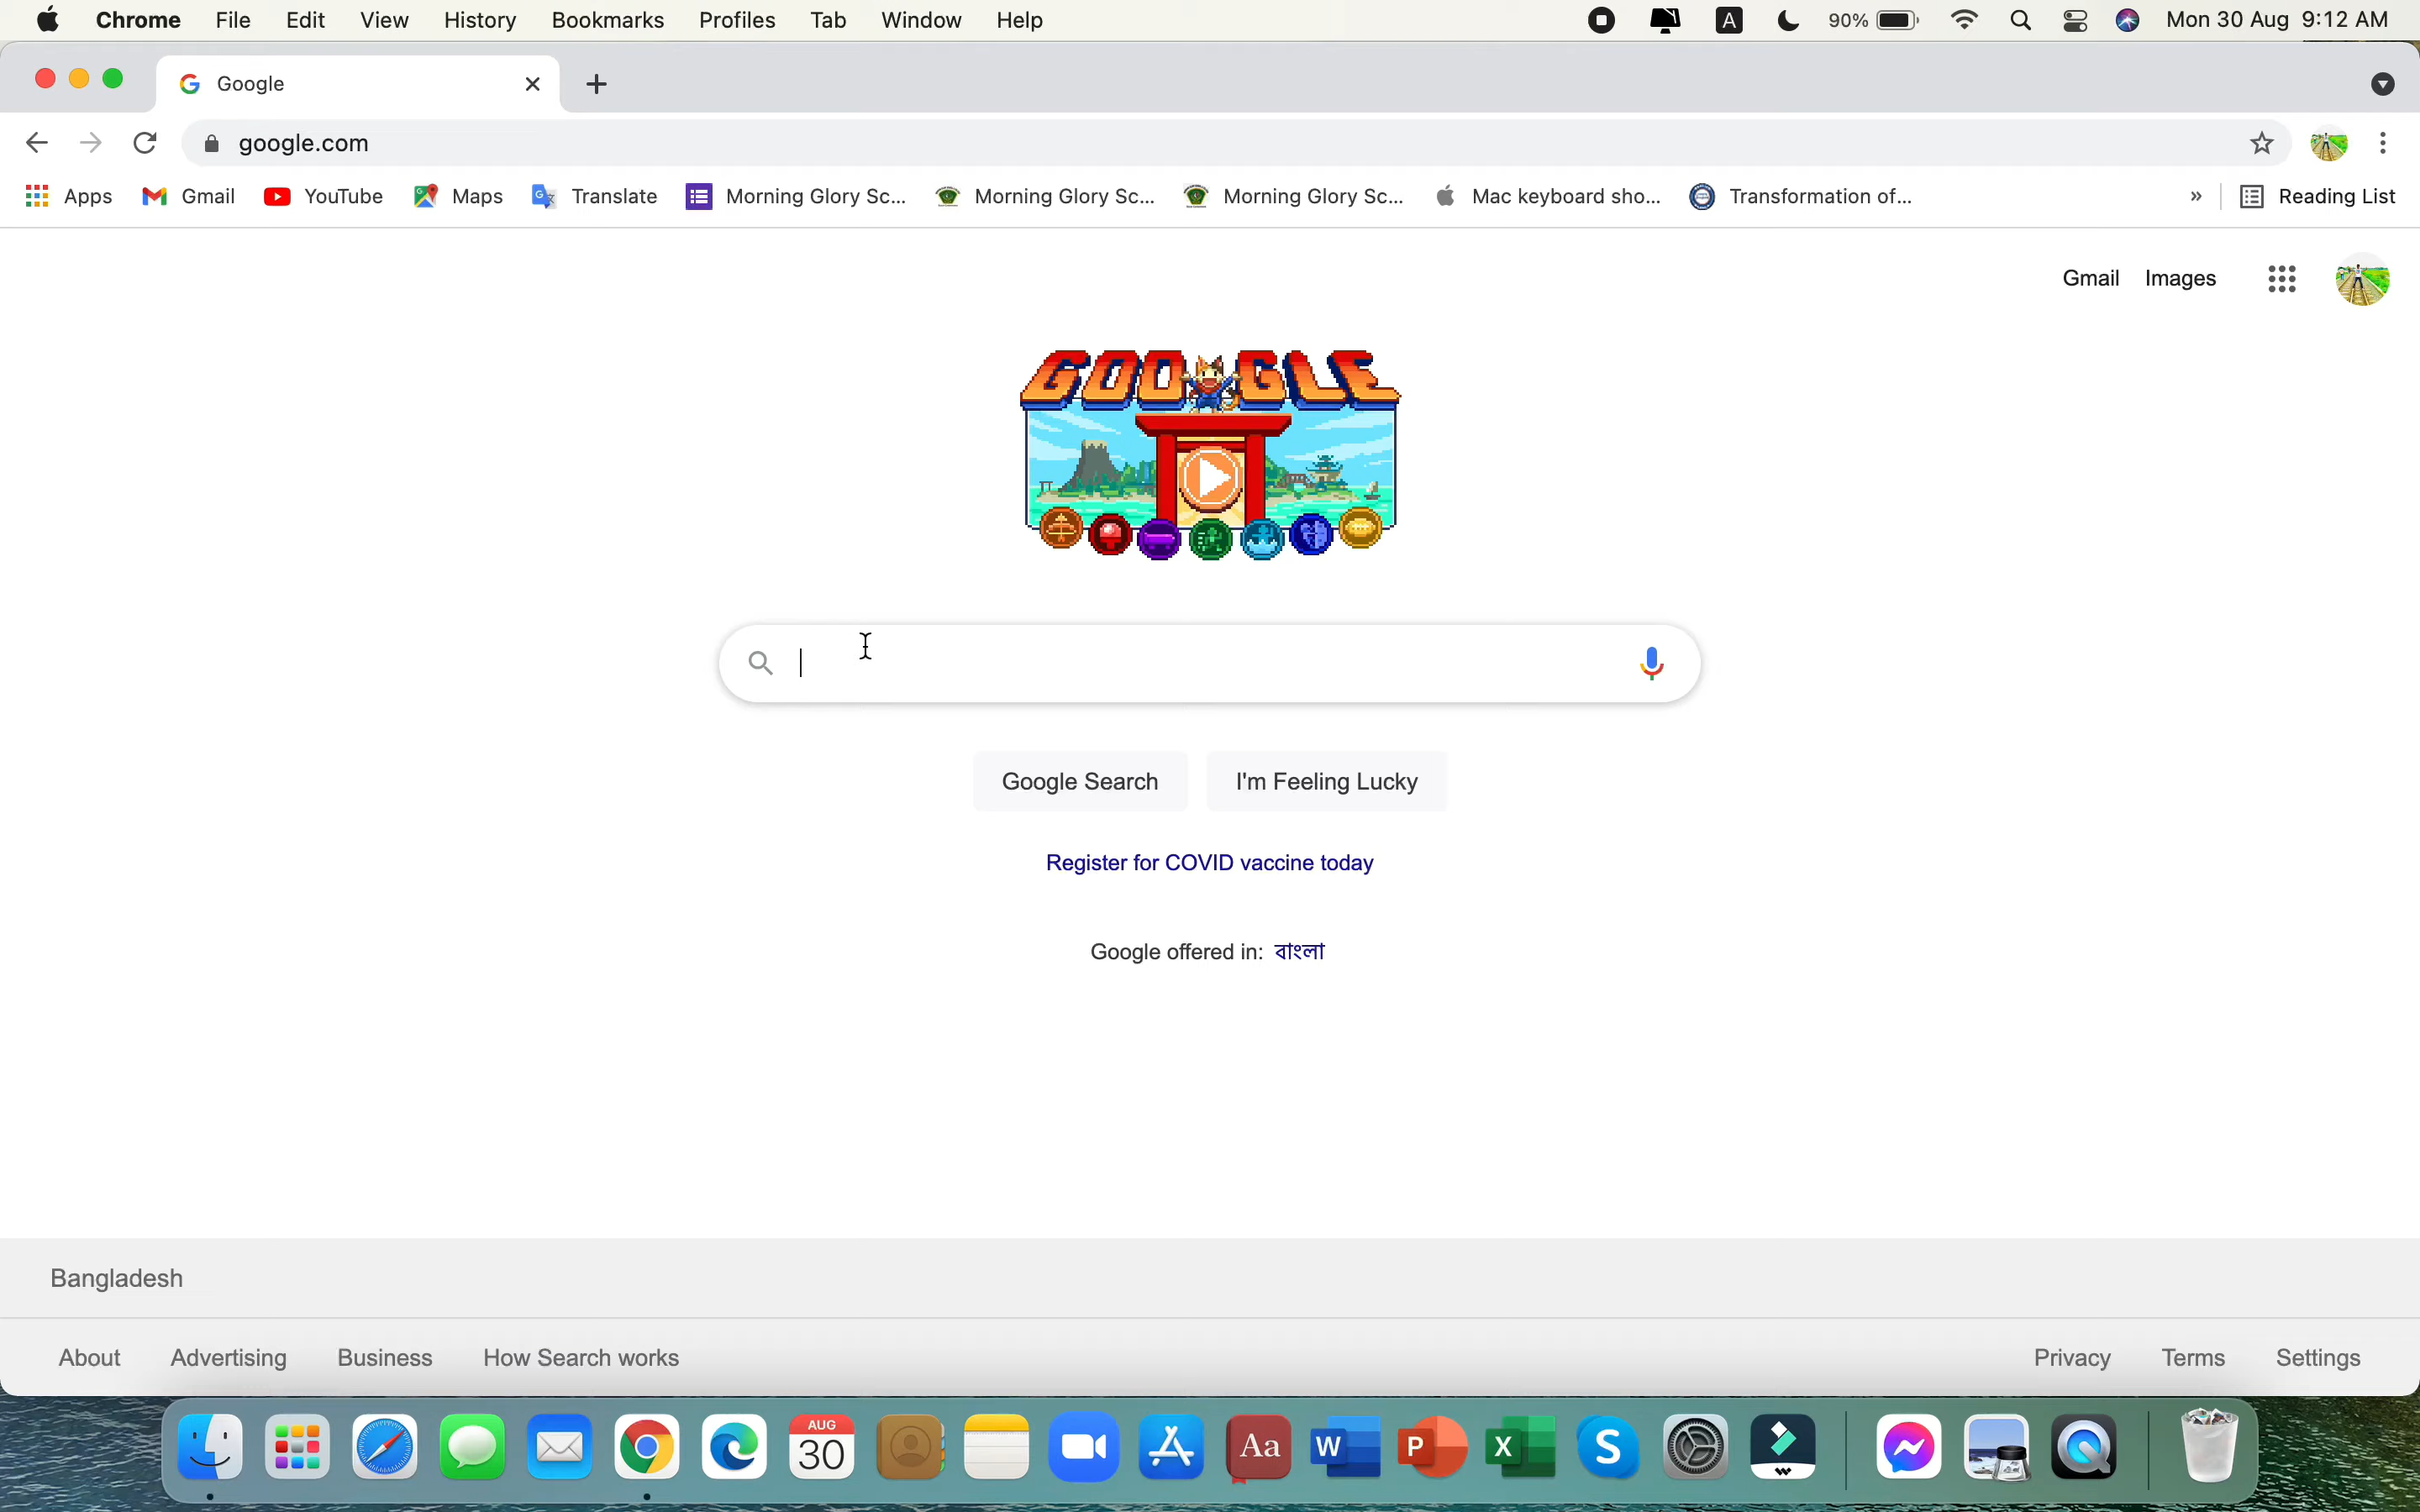 Chrome File Edit View History Bookmarks Profiles Tab Window Help A 90% Mon 30 Aug 9:12 AM
Google
google.com
Apps Gmail YouTube Maps Translate Morning Glory Sc... Morning Glory Sc... Morning Glory Sc... Mac keyboard sho... Transformation of... » Reading List
Gmail Images
GOOGLE
Google Search I'm Feeling Lucky
Register for COVID vaccine today
Google offered in: বাংলা
Bangladesh
About Advertising Business How Search works Privacy Terms Settings
AUG
30 Aa W P X S